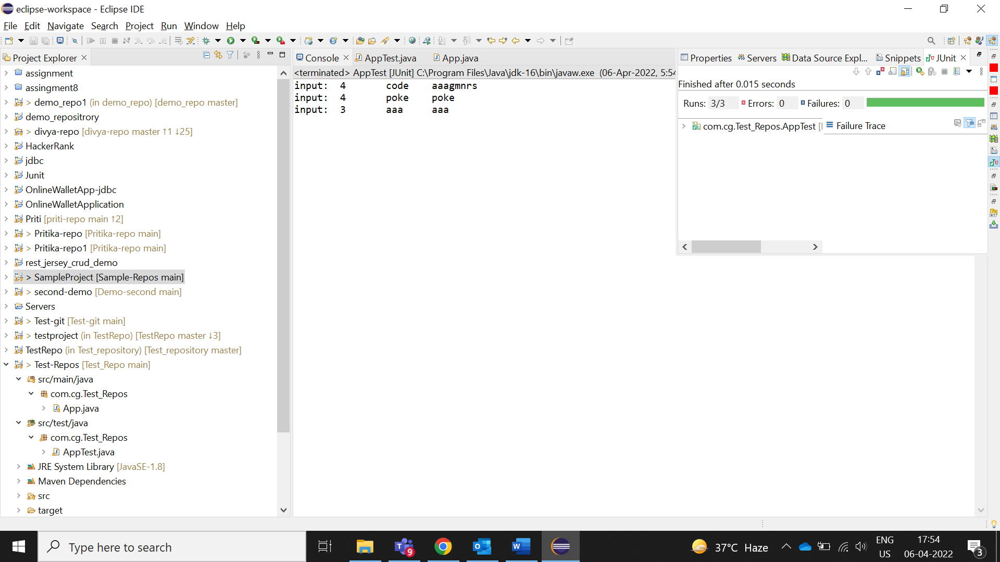 eclipse-workspace - Eclipse IDE
File Edit Navigate Search Project Run Window Help
Project Explorer
assignment
assingment8
> demo_repo1 (in demo_repo) [demo_repo master]
demo_repositrory
> divya-repo [divya-repo master ↑1 ↓25]
HackerRank
jdbc
Junit
OnlineWalletApp-jdbc
OnlineWalletApplication
Priti [priti-repo main ↑2]
> Pritika-repo [Pritika-repo main]
> Pritika-repo1 [Pritika-repo main]
rest_jersey_crud_demo
> SampleProject [Sample-Repos main]
> second-demo [Demo-second main]
Servers
> Test-git [Test-git main]
> testproject (in TestRepo) [TestRepo master ↓3]
TestRepo (in Test_repository) [Test_repository master]
> Test-Repos [Test_Repo main]
src/main/java
com.cg.Test_Repos
App.java
src/test/java
com.cg.Test_Repos
AppTest.java
JRE System Library [JavaSE-1.8]
Maven Dependencies
src
target
Console AppTest.java App.java
<terminated> AppTest [JUnit] C:\Program Files\Java\jdk-16\bin\javaw.exe (06-Apr-2022, 5:54
input: 4 code aaagmnrs
input: 4 poke poke
input: 3 aaa aaa
Properties Servers Data Source Expl... Snippets JUnit
Finished after 0.015 seconds
Runs: 3/3 Errors: 0 Failures: 0
com.cg.Test_Repos.AppTest [
Failure Trace
Type here to search
9
37°C Haze
ENG
US
17:54
06-04-2022
3